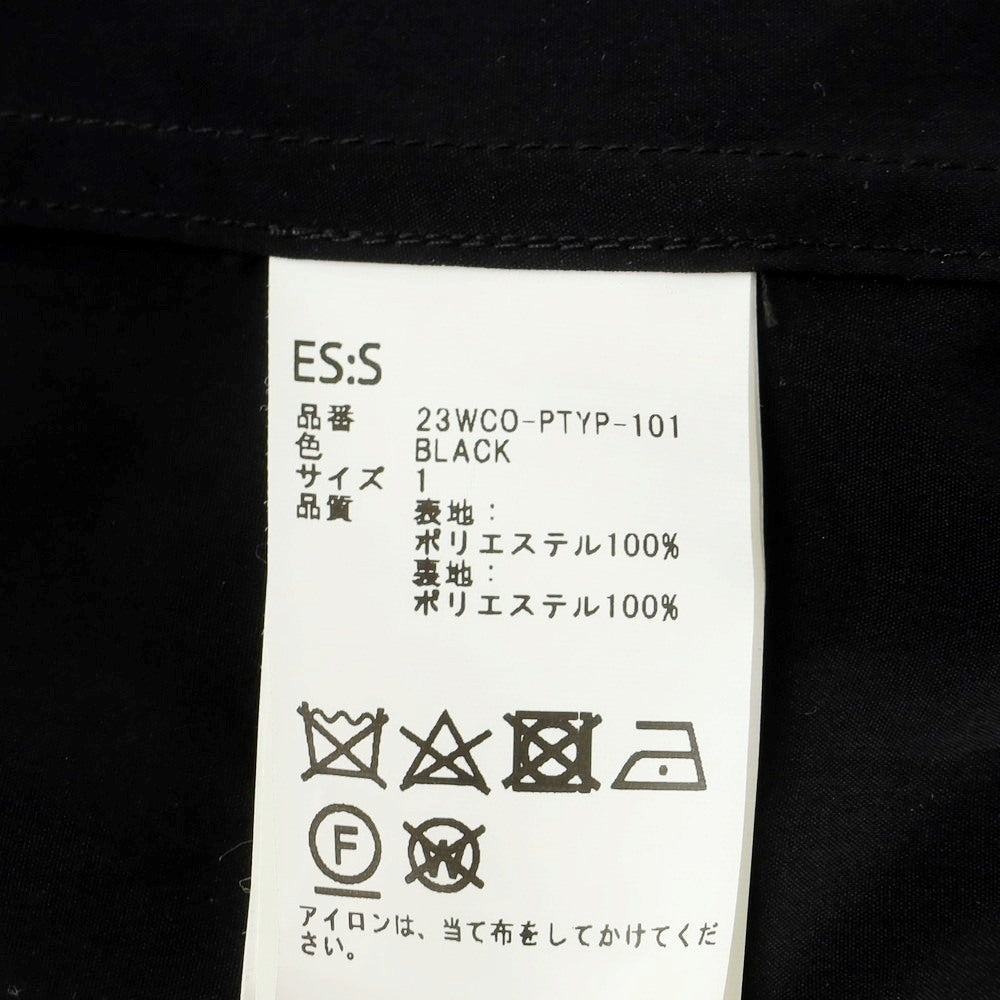 ES:S
品番 23WCO-PTYP-101
色 BLACK
サイズ 1
品質 表地:
ポリエステル100%
裏地:
ポリエステル100%
F
W
アイロンは、当て布をしてかけてくだ
さい。